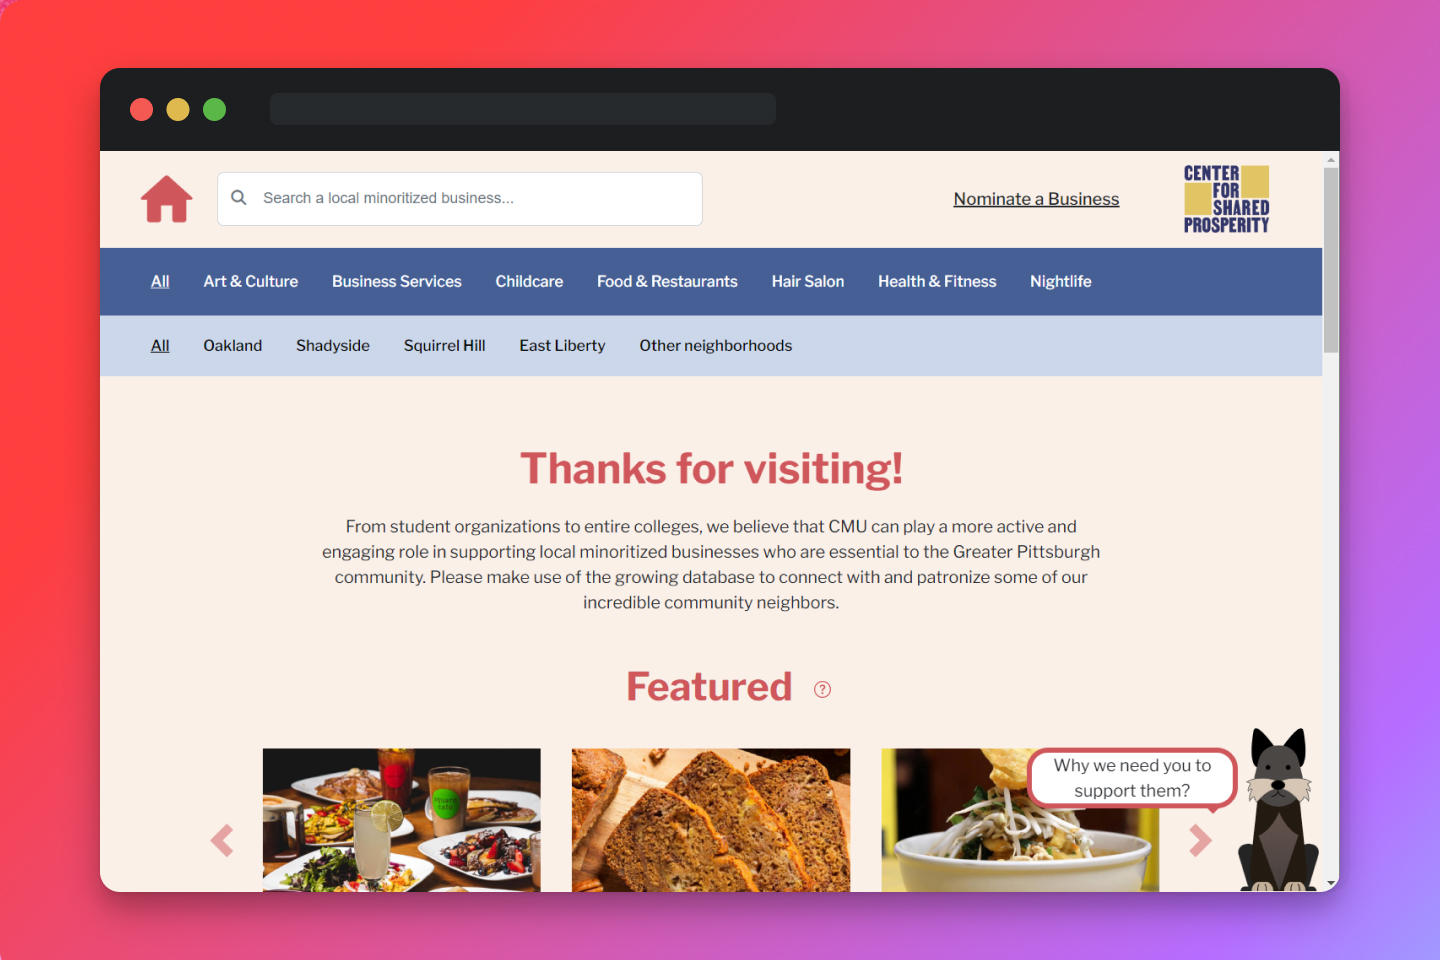 Search a local minoritized business...
Nominate a Business
CENTER
FOR
SHARED
PROSPERITY
All Art & Culture Business Services Childcare Food & Restaurants Hair Salon Health & Fitness Nightlife
All Oakland Shadyside Squirrel Hill East Liberty Other neighborhoods
Thanks for visiting!
From student organizations to entire colleges, we believe that CMU can play a more active and
engaging role in supporting local minoritized businesses who are essential to the Greater Pittsburgh
community. Please make use of the growing database to connect with and patronize some of our
incredible community neighbors.
Featured ?
Why we need you to
support them?